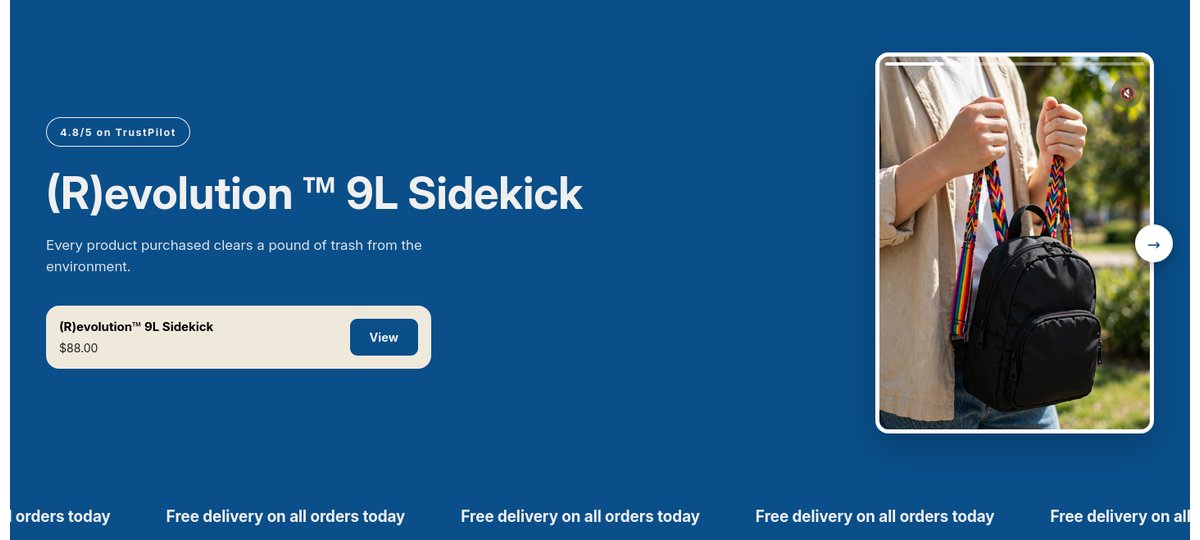 4.8/5 on TrustPilot
(R)evolution ™ 9L Sidekick
Every product purchased clears a pound of trash from the
environment.
(R)evolution™ 9L Sidekick
$88.00
View
→
orders today Free delivery on all orders today Free delivery on all orders today Free delivery on all orders today Free delivery on all